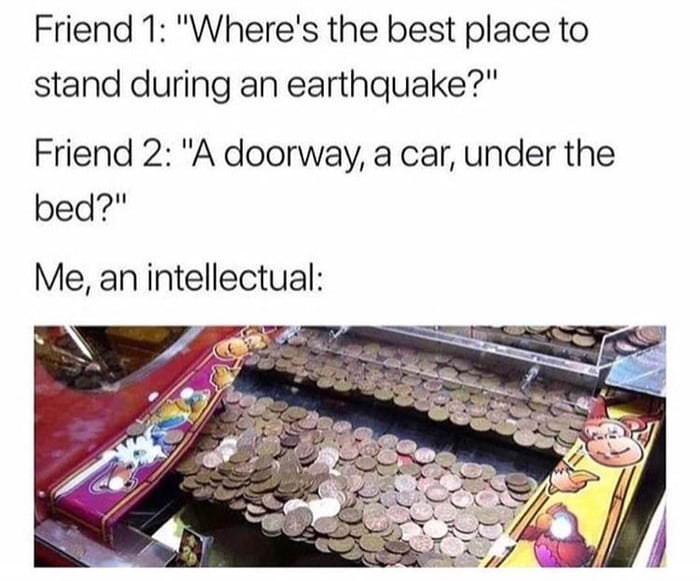 Friend 1: "Where's the best place to
stand during an earthquake?"
Friend 2: "A doorway, a car, under the
bed?"
Me, an intellectual: